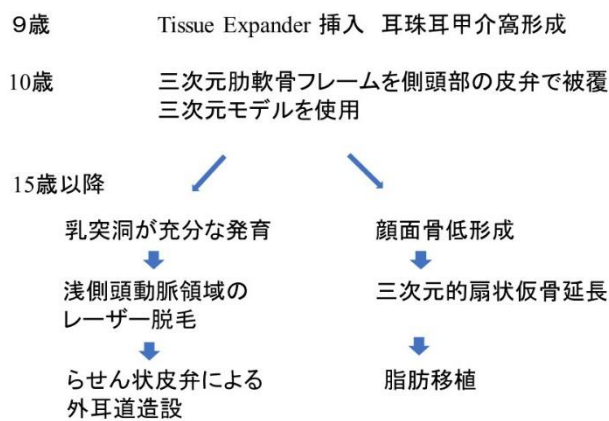 9歳 Tissue Expander 挿入 耳珠耳甲介窩形成
10歳 三次元肋軟骨フレームを側頭部の皮弁で被覆
三次元モデルを使用
15歳以降
乳突洞が充分な発育
顔面骨低形成
浅側頭動脈領域の
レーザー脱毛
三次元的扇状仮骨延長
らせん状皮弁による
外耳道造設
脂肪移植